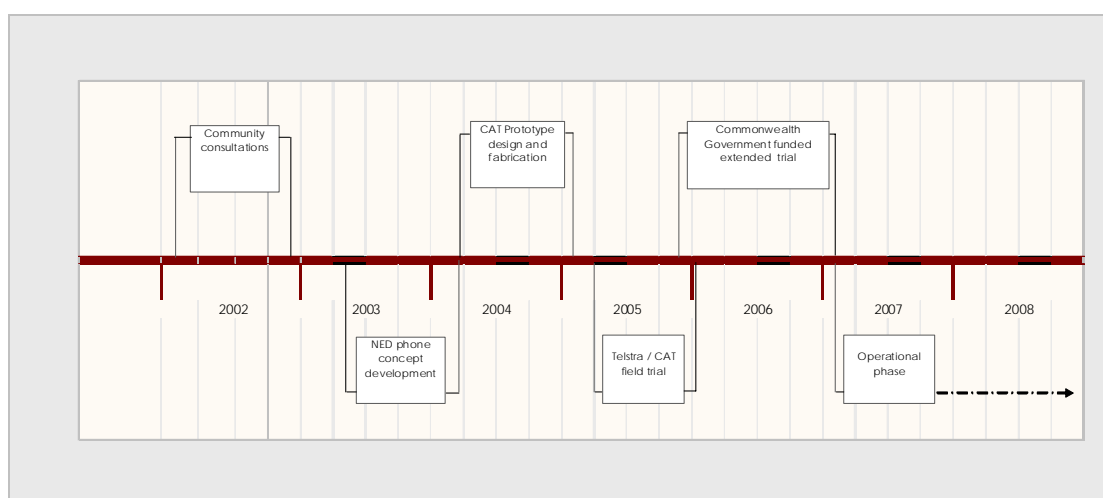 Community
consultations
CAT Prototype
design and
fabrication
Commonwealth
Government funded
extended trial
2002
2003
2004
2005
2006
2007
2008
NED phone
concept
development
Telstra / CAT
field trial
Operational
phase